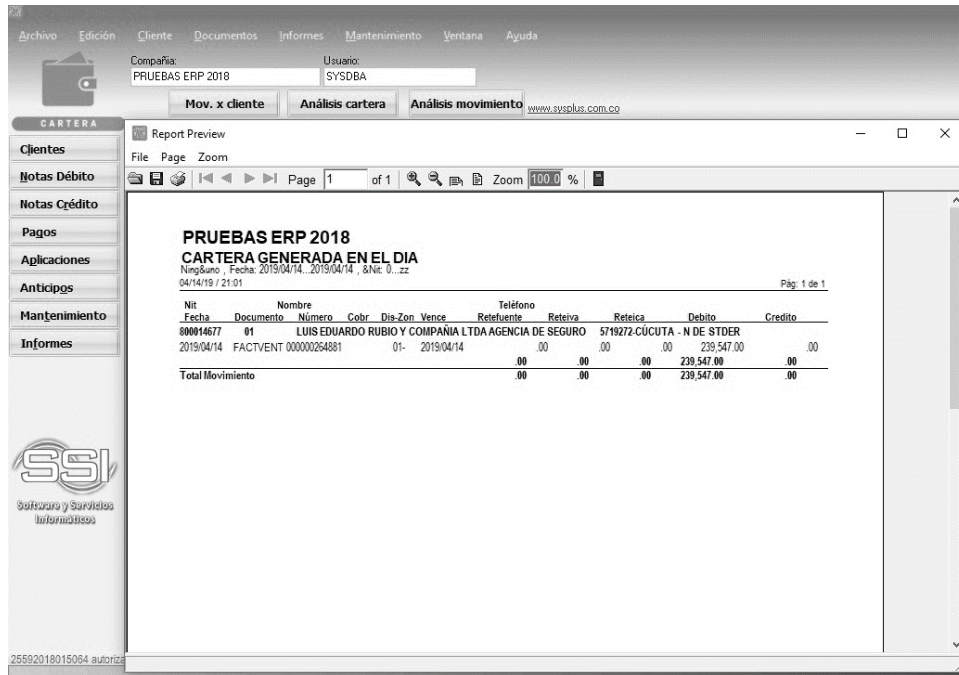 Archivo Edición Cliente Documentos Informes Mantenimiento Ventana Ayuda
Compañia: Usuario:
PRUEBAS ERP 2018 SYSDBA
Mov. x cliente Análisis cartera Análisis movimiento www.sysplus.com.co
CARTERA
Clientes
Notas Débito
Notas Crédito
Pagos
Aplicaciones
Anticipos
Mantenimiento
Informes
SSI
Software y Servicios
Informáticos
25592018015064 autoriza
Report Preview
File Page Zoom
Page 1 of 1 Zoom 100.0 %
PRUEBAS ERP 2018
CARTERA GENERADA EN EL DIA
Ning&uno , Fecha: 2019/04/14...2019/04/14 , &Nit: 0...zz
04/14/19 / 21:01 Pág: 1 de 1
Nit Nombre Teléfono
Fecha Documento Número Cobr Dis-Zon Vence Retefuente Reteiva Reteica Debito Credito
800014677 01 LUIS EDUARDO RUBIO Y COMPAÑIA LTDA AGENCIA DE SEGURO 5719272-CÚCUTA - N DE STDER
2019/04/14 FACTVENT 000000264881 01- 2019/04/14 .00 .00 .00 239,547.00 .00
.00 .00 .00 239,547.00 .00
Total Movimiento .00 .00 .00 239,547.00 .00